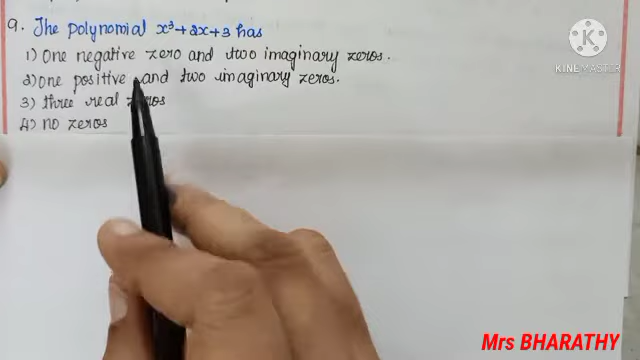 9. The polynomial x³+2x+3 has
1) One negative zero and two imaginary zeros.
2) One positive and two imaginary zeros.
3) three real zeros
4) no zeros
KINEMASTER
Mrs BHARATHY